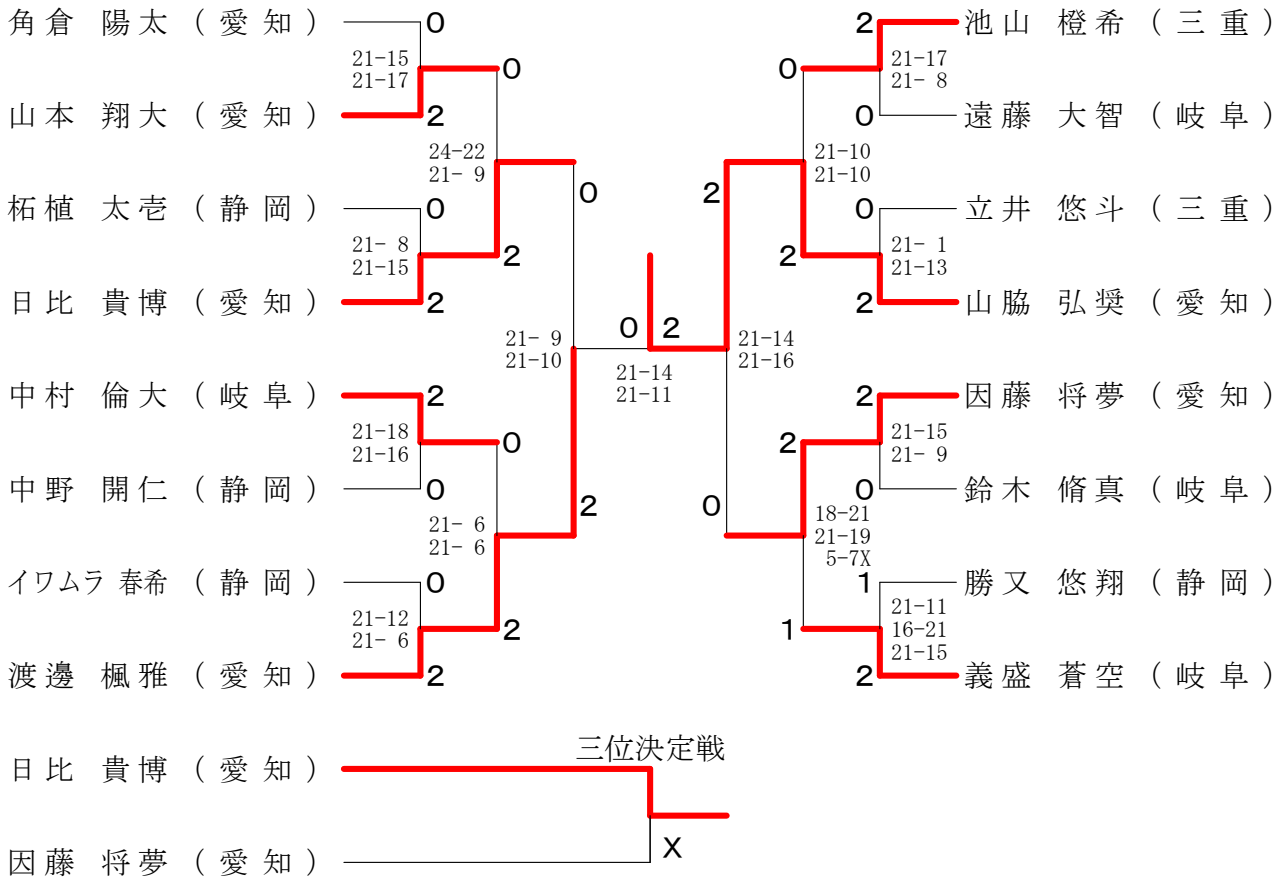 角倉 陽太 （愛知） 0
21-15
21-17
0
山本 翔大 （愛知） 2
24-22
21- 9
0
柘植 太壱 （静岡） 0
21- 8
21-15
2
日比 貴博 （愛知） 2
21- 9
21-10
中村 倫大 （岐阜） 2
21-18
21-16
0
中野 開仁 （静岡） 0
21- 6
21- 6
2
イワムラ 春希 （静岡） 0
21-12
21- 6
2
渡邊 楓雅 （愛知） 2
0 2
21-14
21-11
2 池山 橙希 （三重）
0
21-17
21- 8
0 遠藤 大智 （岐阜）
21-10
21-10
2
0 立井 悠斗 （三重）
2
21- 1
21-13
2 山脇 弘奨 （愛知）
21-14
21-16
2 因藤 将夢 （愛知）
2
21-15
21- 9
0 鈴木 脩真 （岐阜）
0
18-21
21-19
5-7X
1 勝又 悠翔 （静岡）
1
21-11
16-21
21-15
2 義盛 蒼空 （岐阜）
三位決定戦
日比 貴博 （愛知）
X
因藤 将夢 （愛知）